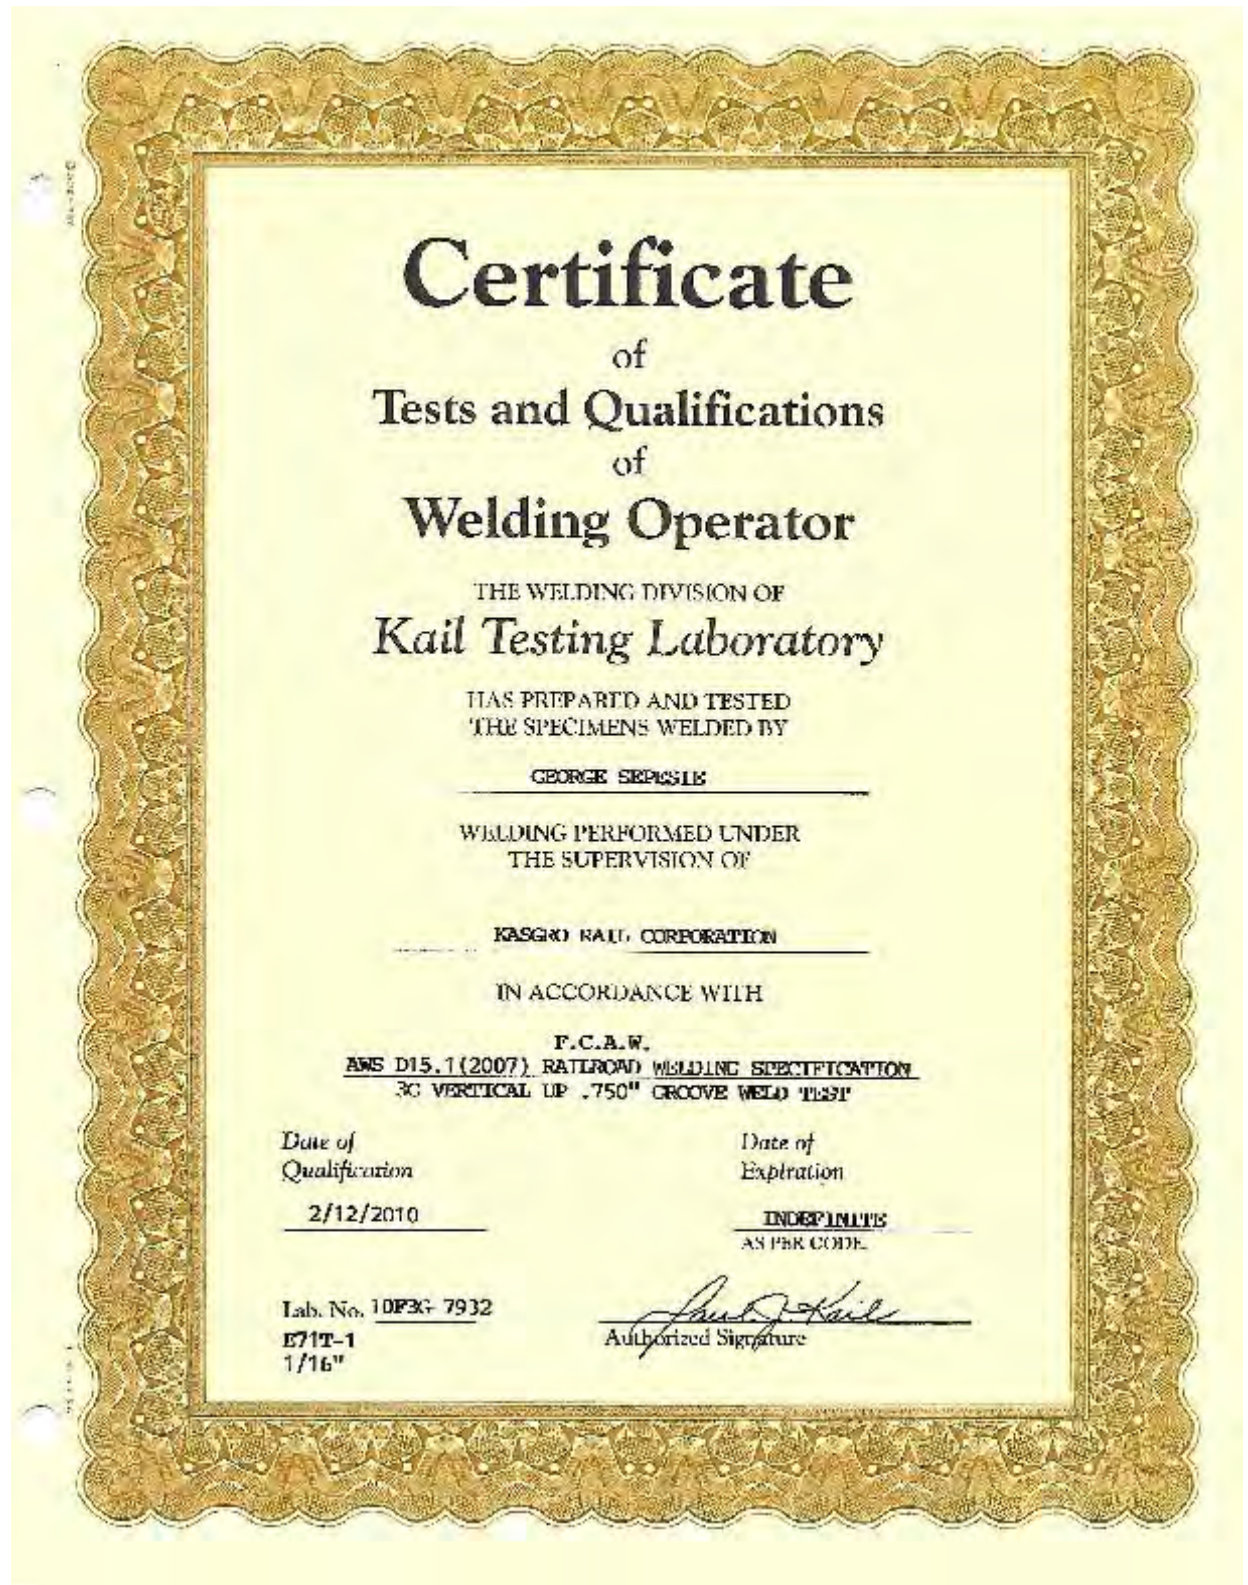 Certificate
of
Tests and Qualifications
of
Welding Operator
THE WELDING DIVISION OF
Kail Testing Laboratory
HAS PREPARED AND TESTED
THE SPECIMENS WELDED BY
GEORGE SEPESIE
WELDING PERFORMED UNDER
THE SUPERVISION OF
KASGRO RAIL CORPORATION
IN ACCORDANCE WITH
F.C.A.W.
AWS D15.1(2007) RAILROAD WELDING SPECIFICATION
3G VERTICAL UP .750" GROOVE WELD TEST
Date of
Qualification
2/12/2010
Date of
Expiration
INDEFINITE
AS PER CODE
Lab. No. 10F3G 7932
E71T-1
1/16"
Paul J. Kail
Authorized Signature